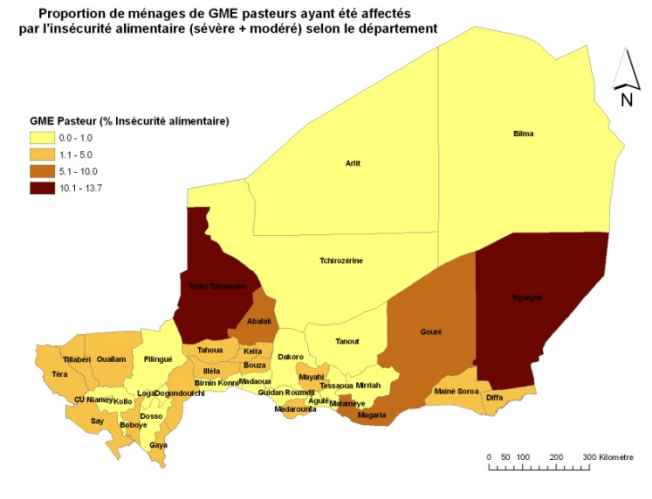 Proportion de ménages de GME pasteurs ayant été affectés
par l'insécurité alimentaire (sévère + modéré) selon le département
N
GME Pasteur (% Insécurité alimentaire)
0.0 - 1.0
1.1 - 5.0
5.1 - 10.0
10.1 - 13.7
Bilma
Arlit
Tchirozérine
Tchin Tabaraden
Nguigmi
Abalak
Gouré
Tanout
Tillabéri
Ouallam
Filingué
Tahoua
Keita
Dakoro
Téra
Illéla
Bouza
Mayahi
Birnin Konni
Madaoua
Tessaoua
Mirriah
Mainé Soroa
Diffa
CU Niamey
Kollo
Loga
Dogondoutchi
Guidan Roumdji
Aguié
Matameye
Madarounfa
Magaria
Say
Boboye
Dosso
Gaya
0 50 100 200 300 Kilomètre